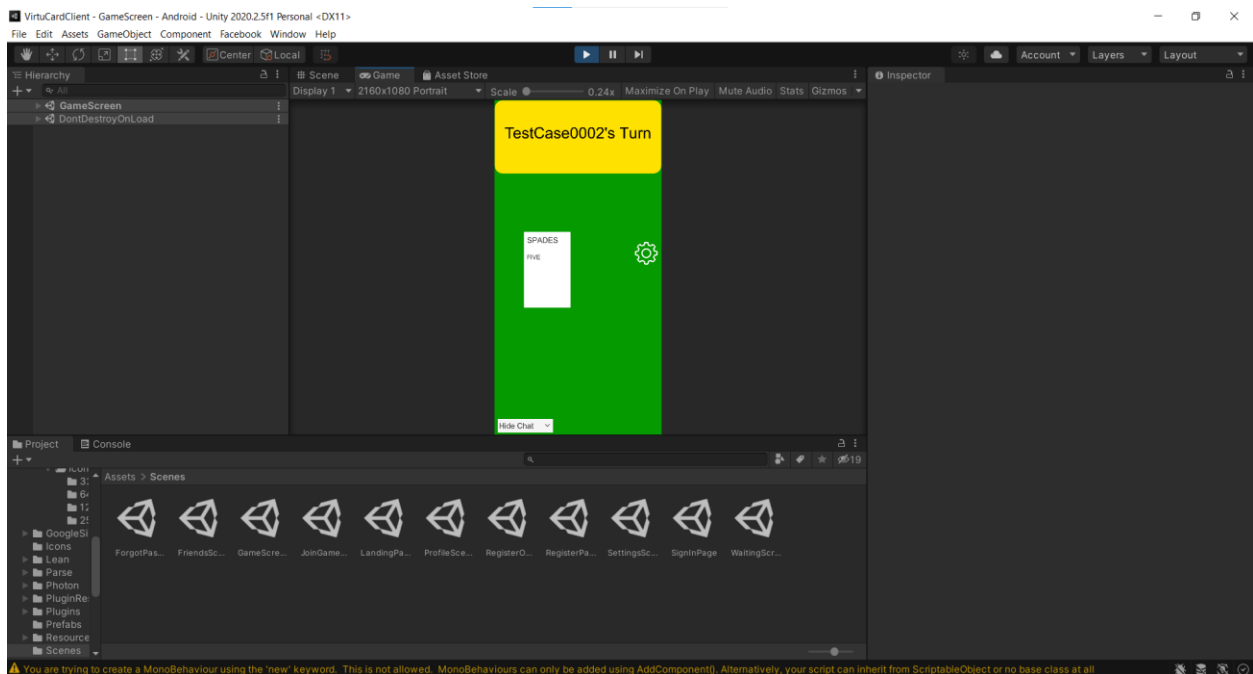 VirtuCardClient - GameScreen - Android - Unity 2020.2.5f1 Personal <DX11>
File Edit Assets GameObject Component Facebook Window Help
Center Local Account Layers Layout
Hierarchy Scene Game Asset Store Inspector
All Display 1 2160x1080 Portrait Scale 0.24x Maximize On Play Mute Audio Stats Gizmos
GameScreen
DontDestroyOnLoad
TestCase0002's Turn
SPADES
FIVE
Hide Chat
Project Console
19
Assets > Scenes
GoogleSi
Icons
Lean
Parse
Photon
PluginRe
Plugins
Prefabs
Resource
Scenes
ForgotPas... FriendsSc... GameScre... JoinGame... LandingPa... ProfileSce... RegisterO... RegisterPa... SettingsSc... SignInPage WaitingScr...
You are trying to create a MonoBehaviour using the 'new' keyword. This is not allowed. MonoBehaviours can only be added using AddComponent(). Alternatively, your script can inherit from ScriptableObject or no base class at all